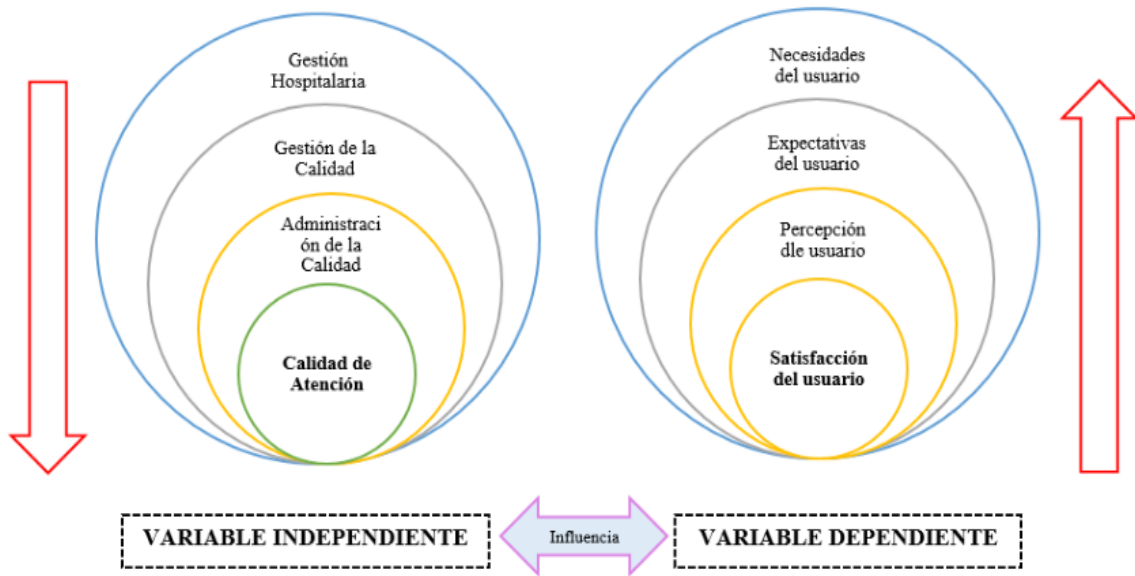 Gestión
Hospitalaria
Gestión de la
Calidad
Administraci
ón de la
Calidad
Calidad de
Atención
Necesidades
del usuario
Expectativas
del usuario
Percepción
dle usuario
Satisfacción
del usuario
VARIABLE INDEPENDIENTE
Influencia
VARIABLE DEPENDIENTE